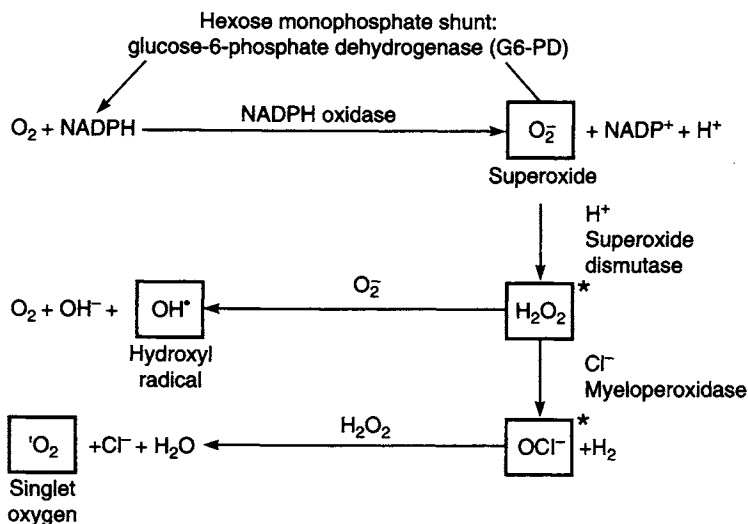 Hexose monophosphate shunt:
glucose-6-phosphate dehydrogenase (G6-PD)
O₂ + NADPH NADPH oxidase O₂⁻ + NADP⁺ + H⁺
Superoxide
H⁺
Superoxide
dismutase
O₂ + OH⁻ + OH• O₂⁻ H₂O₂ *
Hydroxyl
radical
Cl⁻
Myeloperoxidase
'O₂ +Cl⁻ + H₂O H₂O₂ OCl⁻ * +H₂
Singlet
oxygen